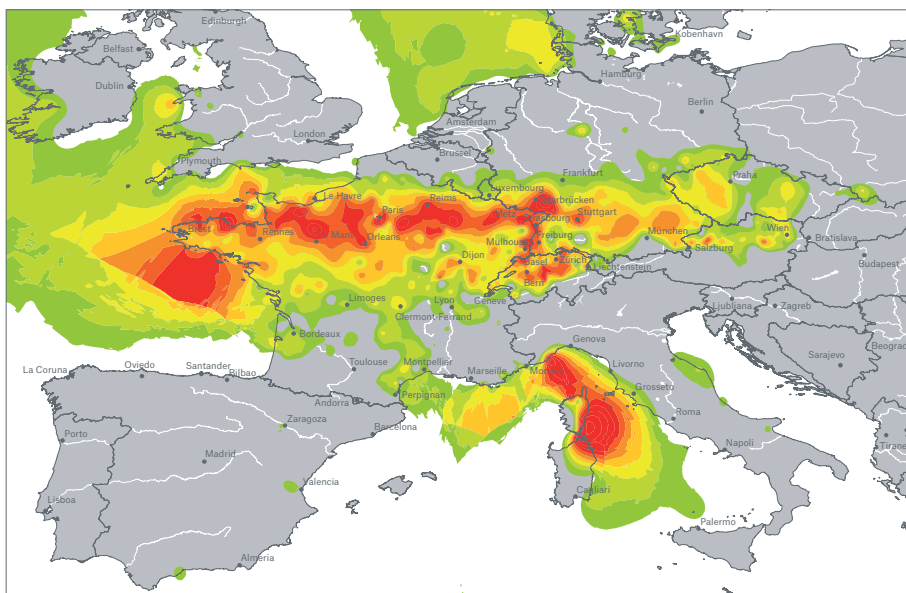 Edinburgh
Belfast
Kobenhavn
Dublin
Hamburg
Berlin
Amsterdam
London
Brussel
Plymouth
Frankfurt
Praha
Luxembourg
Le Havre
Reims
Saarbrücken
Paris
Metz
Strasbourg
Stuttgart
Brest
Rennes
Le Mans
Orleans
Freiburg
München
Wien
Bratislava
Mulhouse
Salzburg
Dijon
Basel
Zürich
Liechtenstein
Budapest
Bern
Limoges
Lyon
Geneve
Clermont-Ferrand
Ljubljana
Zagreb
Bordeaux
Genova
Beograd
Sarajevo
Toulouse
Montpellier
Marseille
Livorno
La Coruna
Oviedo
Santander
Bilbao
Grosseto
Andorra
Perpignan
Zaragoza
Roma
Porto
Barcelona
Napoli
Tirane
Madrid
Valencia
Cagliari
Lisboa
Palermo
Almeria